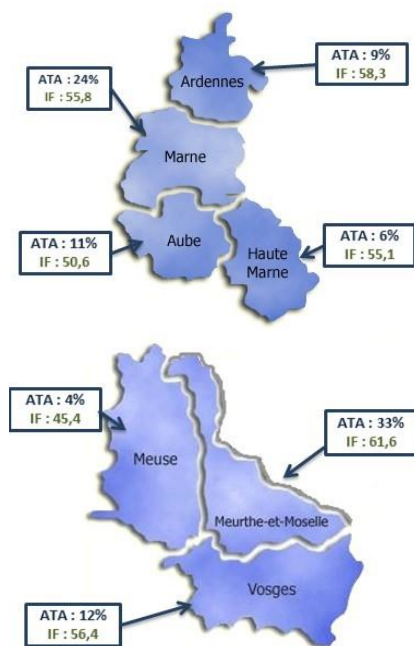 ATA : 9%
IF : 58,3
Ardennes
ATA : 24%
IF : 55,8
Marne
ATA : 11%
IF : 50,6
Aube
Haute
Marne
ATA : 6%
IF : 55,1
ATA : 4%
IF : 45,4
Meuse
ATA : 33%
IF : 61,6
Meurthe-et-Moselle
Vosges
ATA : 12%
IF : 56,4